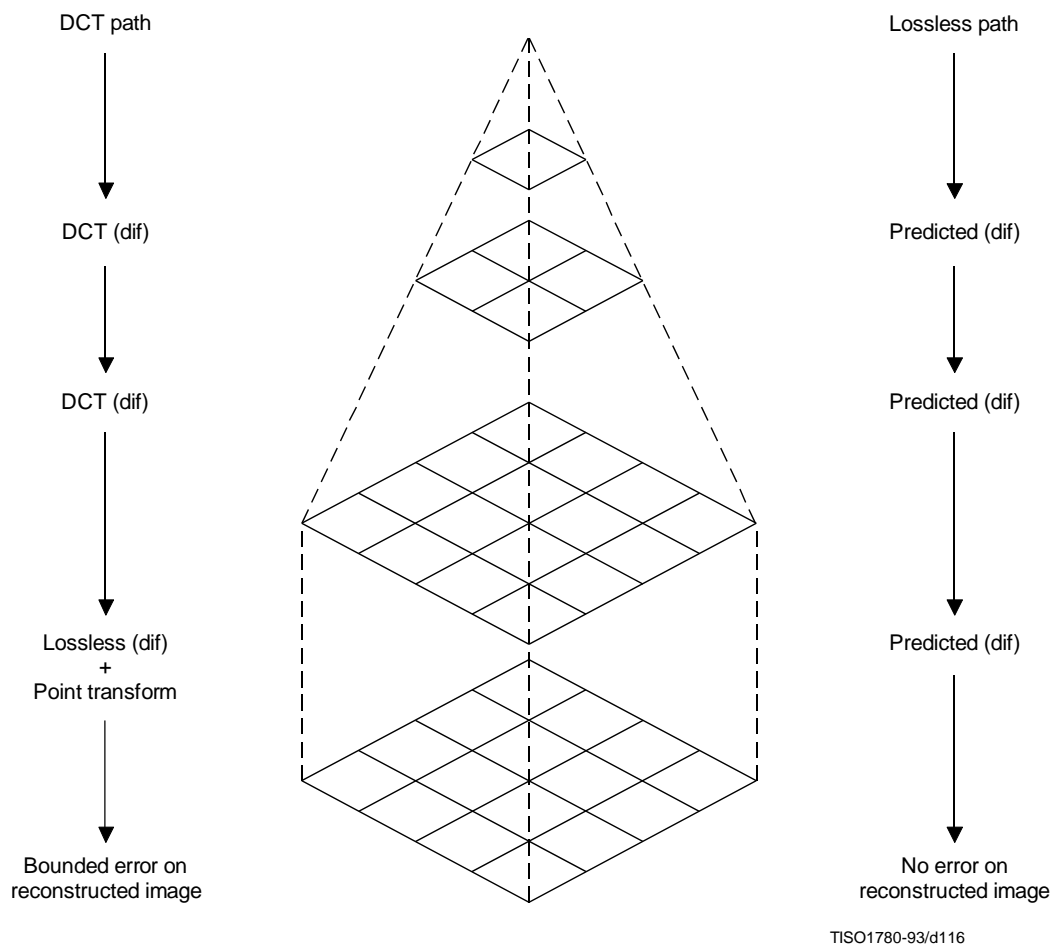 DCT path
Lossless path
DCT (dif)
Predicted (dif)
DCT (dif)
Predicted (dif)
Lossless (dif)
+
Point transform
Predicted (dif)
Bounded error on
reconstructed image
No error on
reconstructed image
TISO1780-93/d116